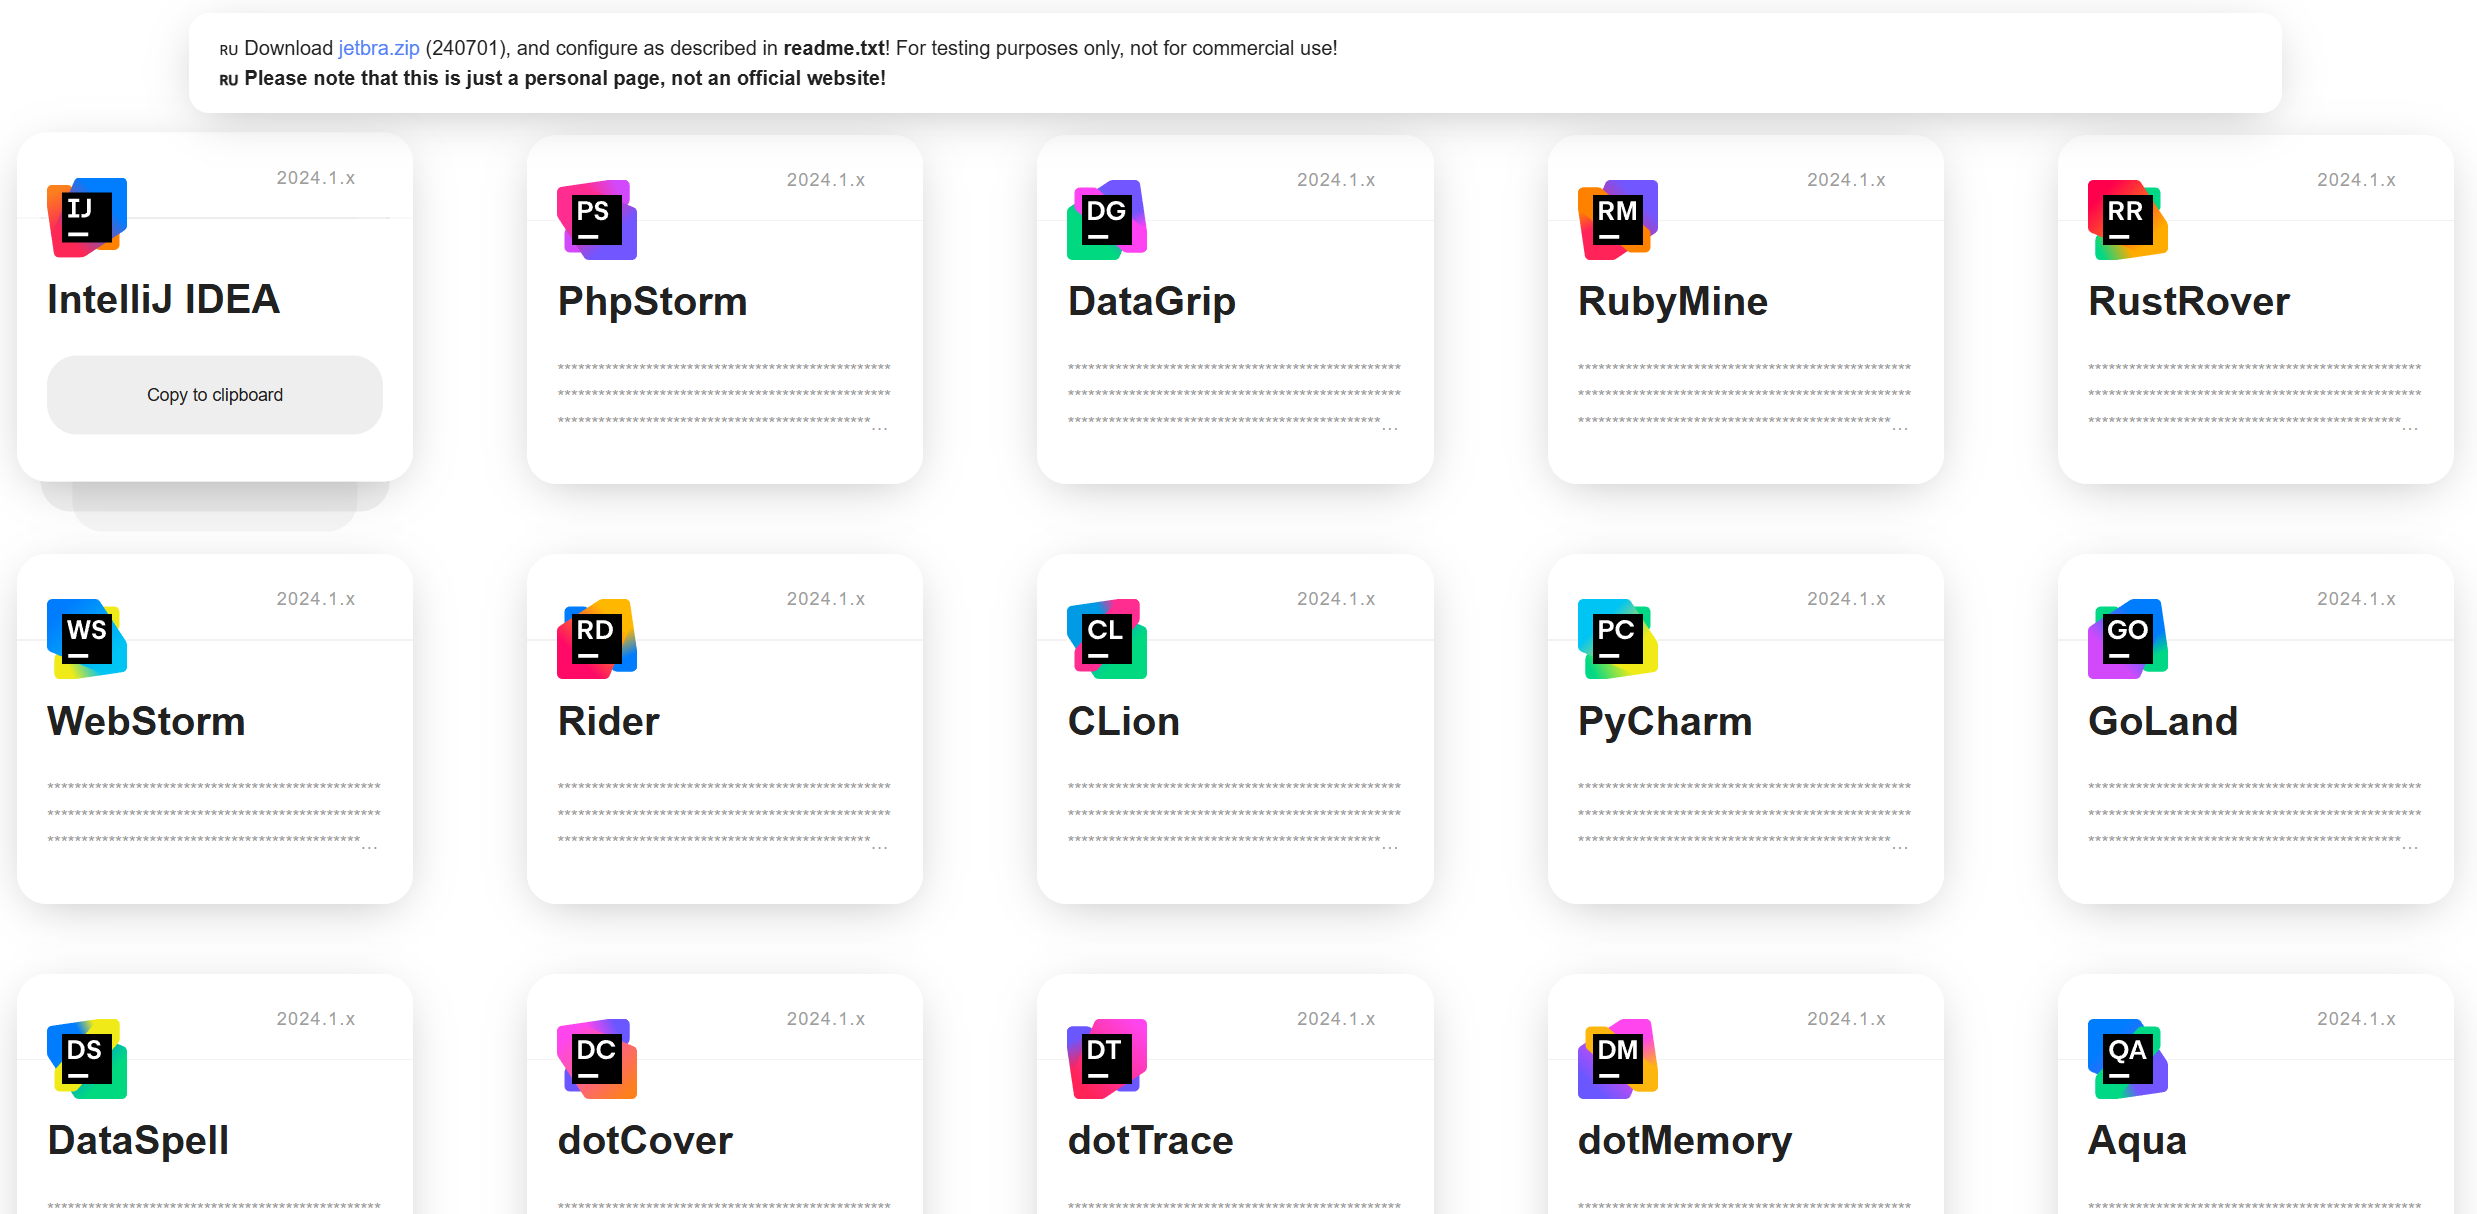 RU Download jetbra.zip (240701), and configure as described in readme.txt! For testing purposes only, not for commercial use!
RU Please note that this is just a personal page, not an official website!
2024.1.x
IJ
IntelliJ IDEA
Copy to clipboard
2024.1.x
PS
PhpStorm
*************************************************
*************************************************
**********************************************...
2024.1.x
DG
DataGrip
*************************************************
*************************************************
**********************************************...
2024.1.x
RM
RubyMine
*************************************************
*************************************************
**********************************************...
2024.1.x
RR
RustRover
*************************************************
*************************************************
**********************************************...
2024.1.x
WS
WebStorm
*************************************************
*************************************************
**********************************************...
2024.1.x
RD
Rider
*************************************************
*************************************************
**********************************************...
2024.1.x
CL
CLion
*************************************************
*************************************************
**********************************************...
2024.1.x
PC
PyCharm
*************************************************
*************************************************
**********************************************...
2024.1.x
GO
GoLand
*************************************************
*************************************************
**********************************************...
2024.1.x
DS
DataSpell
*************************************************
2024.1.x
DC
dotCover
*************************************************
2024.1.x
DT
dotTrace
*************************************************
2024.1.x
DM
dotMemory
*************************************************
2024.1.x
QA
Aqua
*************************************************